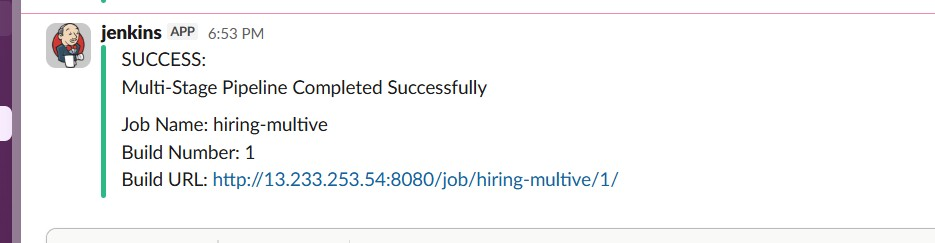 jenkins APP 6:53 PM
SUCCESS:
Multi-Stage Pipeline Completed Successfully
Job Name: hiring-multive
Build Number: 1
Build URL: http://13.233.253.54:8080/job/hiring-multive/1/